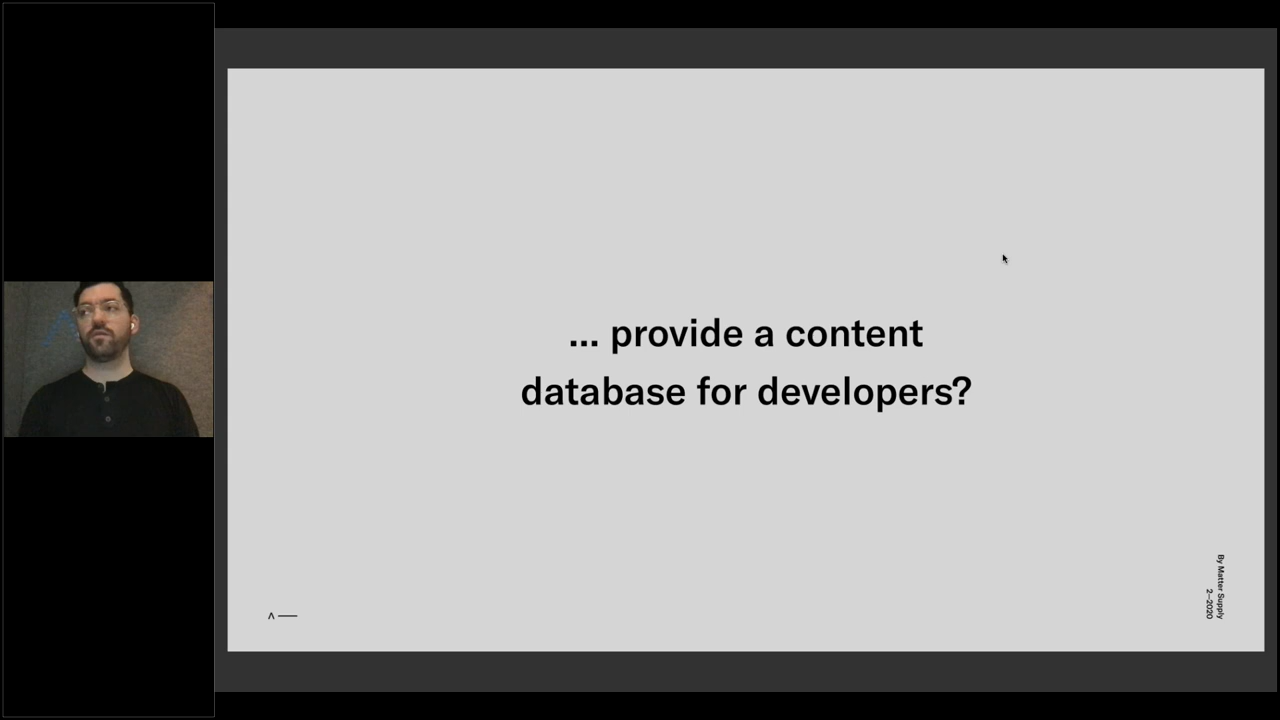 ... provide a content
database for developers?
By Matter Supply
2–2020